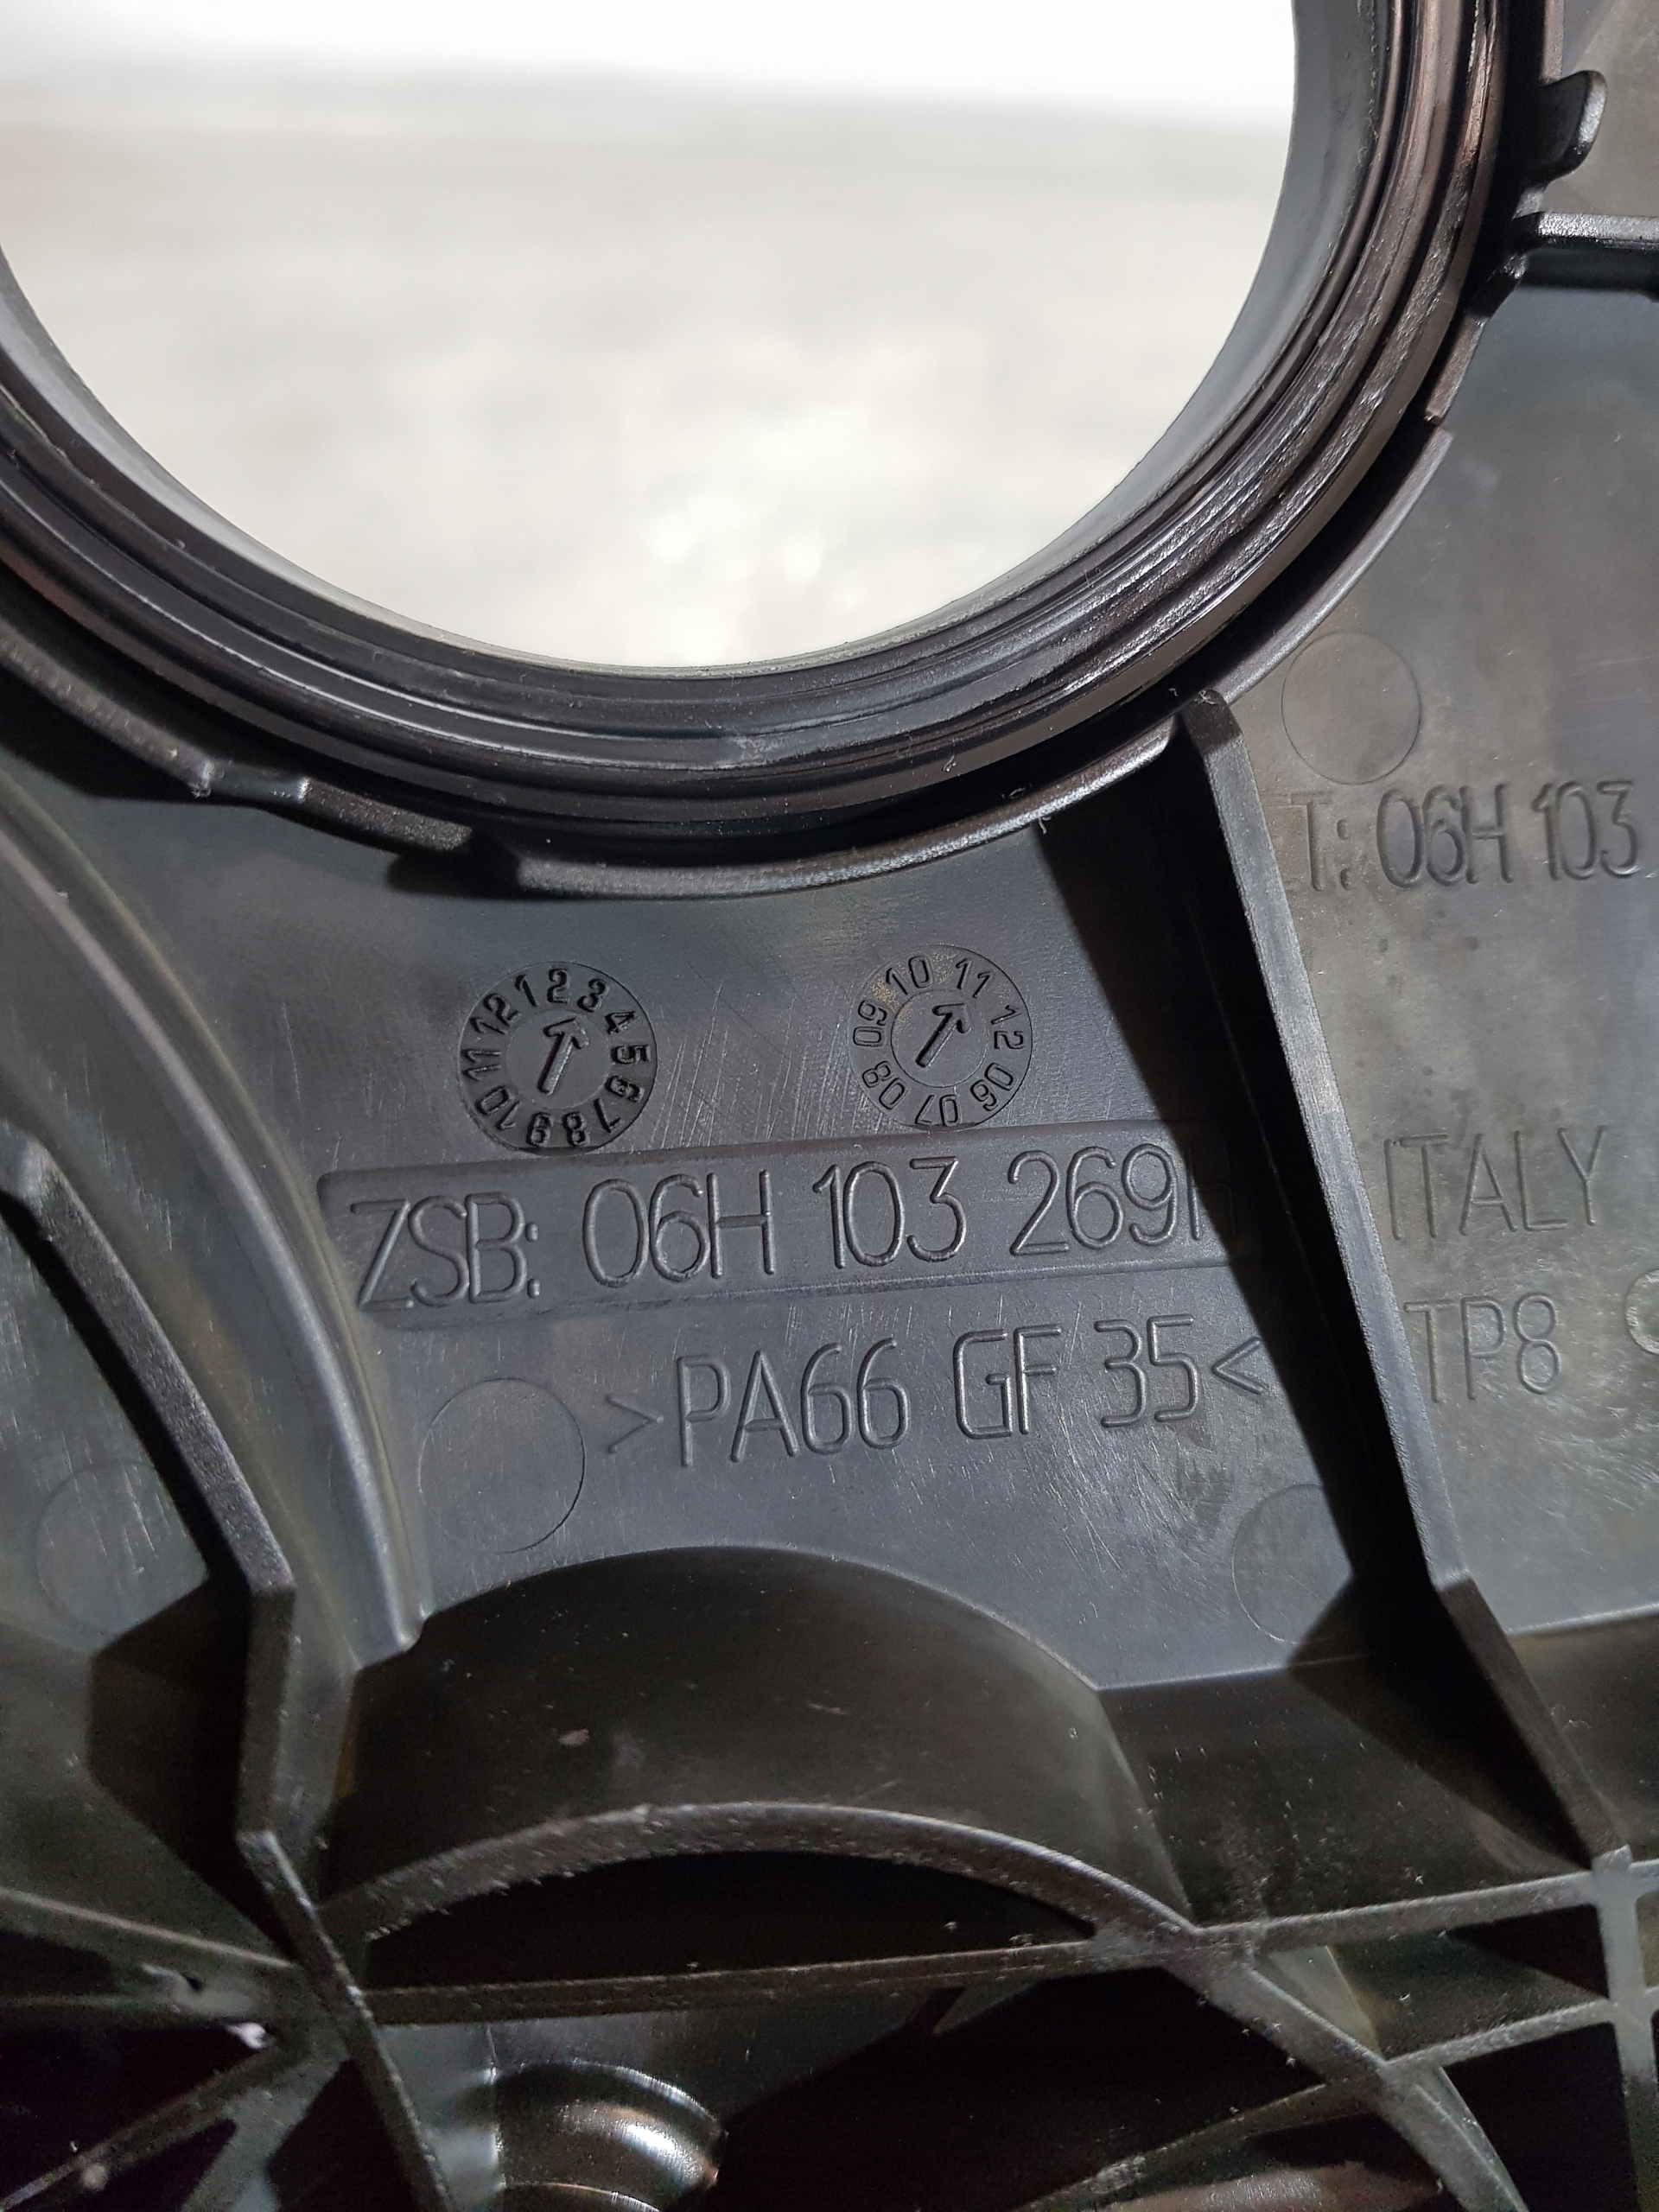 T: 06H 103
1 2 3 4 5 6 7 8 9 10 11 12
06 07 08 09 10 11 12
ZSB: 06H 103 269H
>PA66 GF 35<
ITALY
TP8